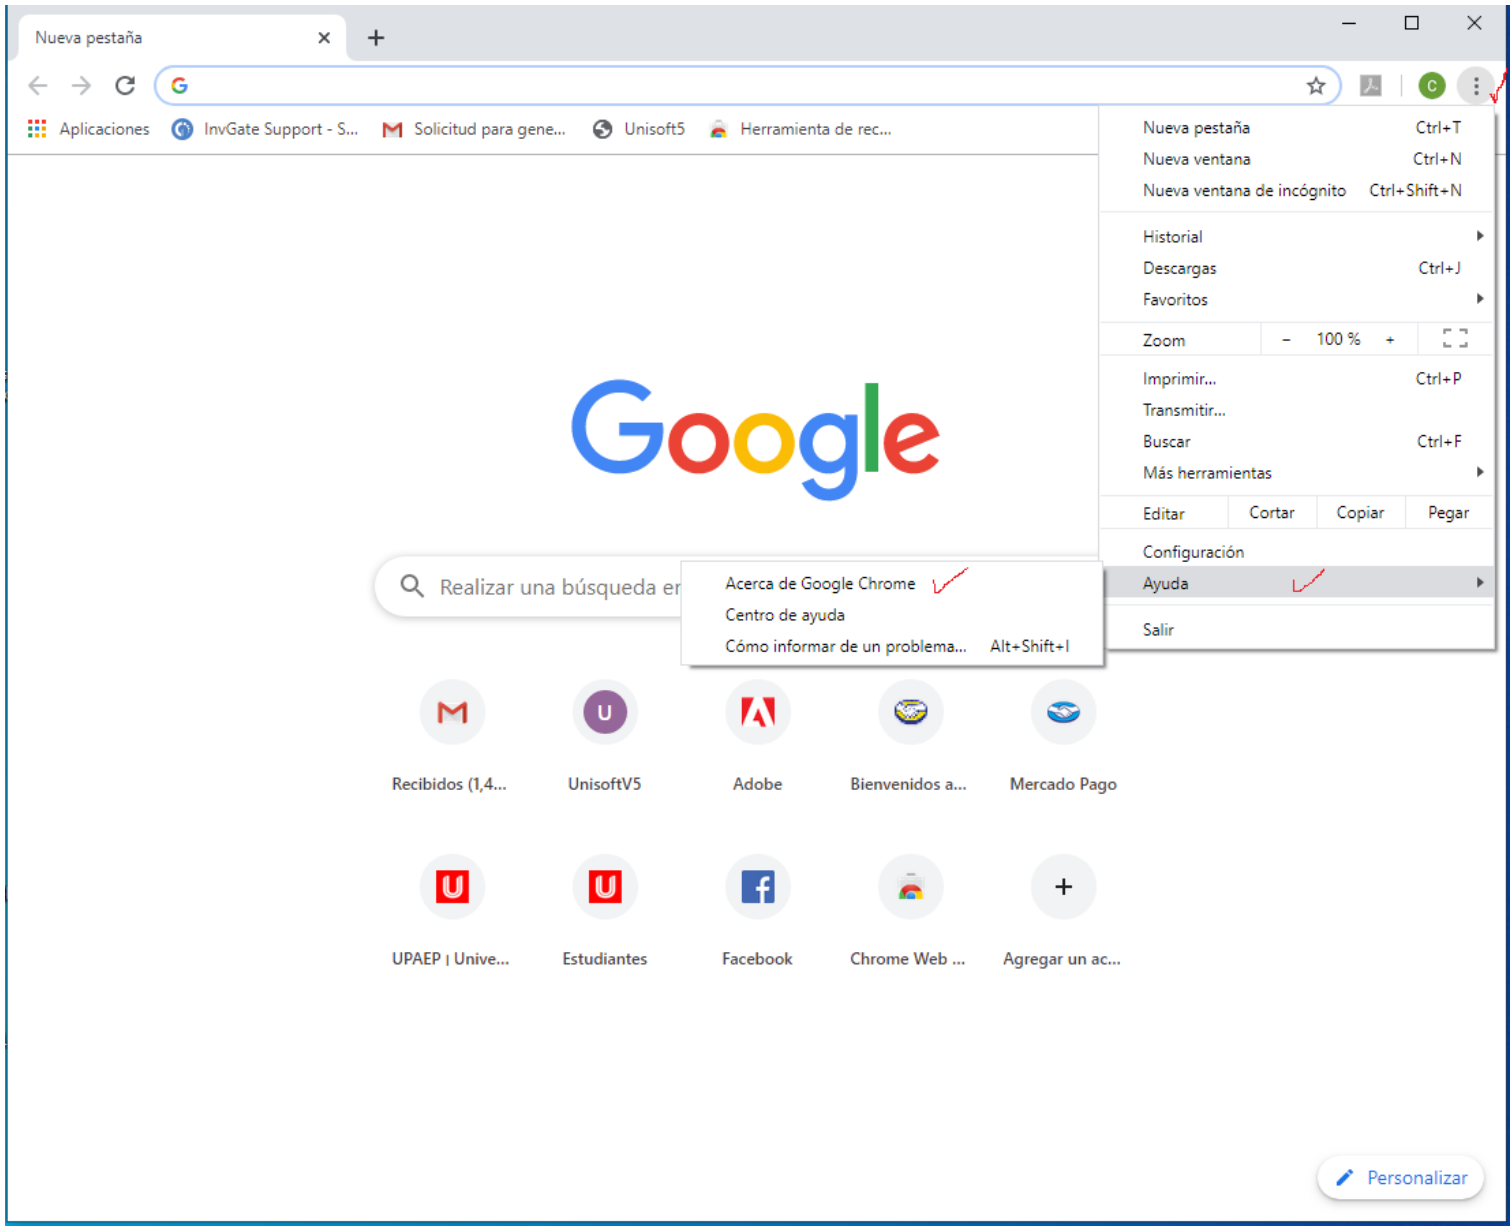 Nueva pestaña
G
C
Aplicaciones
InvGate Support - S...
Solicitud para gene...
Unisoft5
Herramienta de rec...
Nueva pestaña Ctrl+T
Nueva ventana Ctrl+N
Nueva ventana de incógnito Ctrl+Shift+N
Historial
Descargas Ctrl+J
Favoritos
Zoom - 100 % +
Imprimir... Ctrl+P
Transmitir...
Buscar Ctrl+F
Más herramientas
Editar Cortar Copiar Pegar
Configuración
Ayuda
Salir
Acerca de Google Chrome
Centro de ayuda
Cómo informar de un problema... Alt+Shift+I
Google
Realizar una búsqueda en
U
Recibidos (1,4... UnisoftV5 Adobe Bienvenidos a... Mercado Pago
U U f
UPAEP | Unive... Estudiantes Facebook Chrome Web ... Agregar un ac...
Personalizar